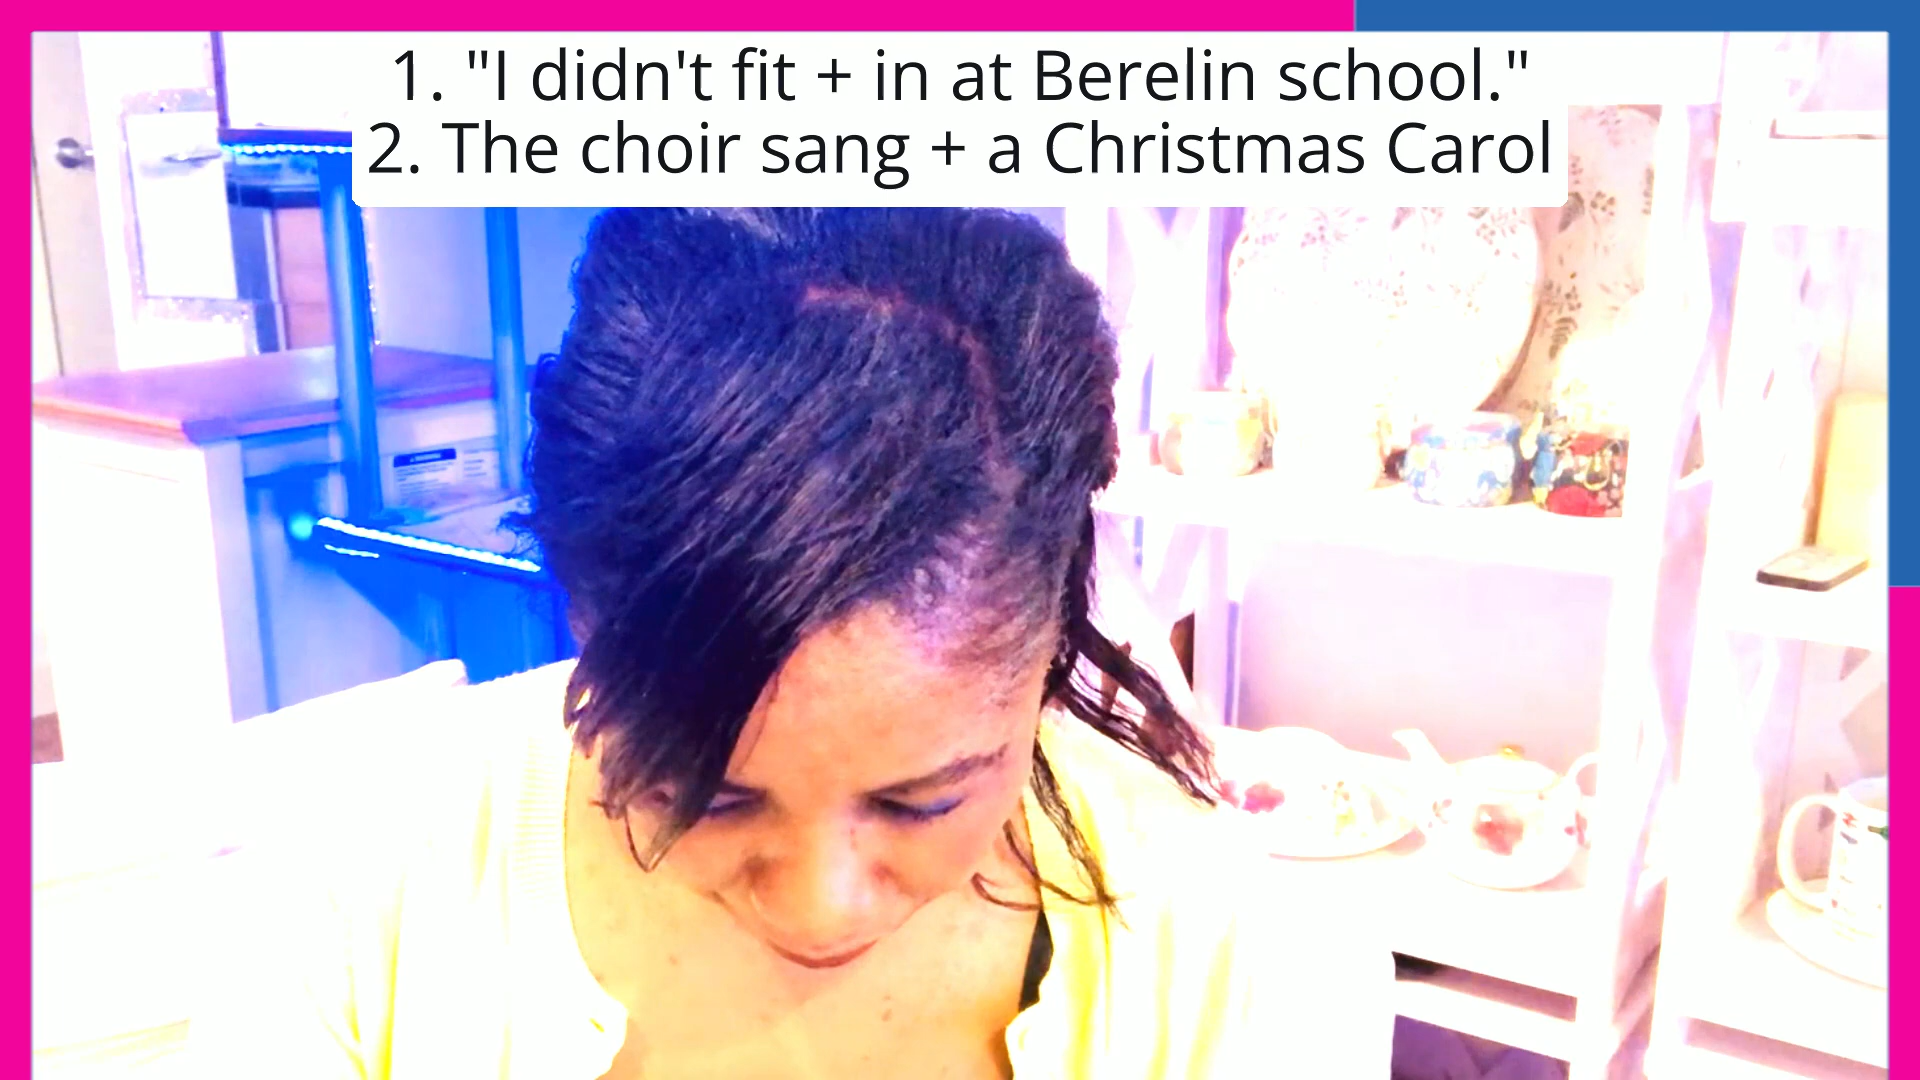 1. "I didn't fit + in at Berelin school."
2. The choir sang + a Christmas Carol